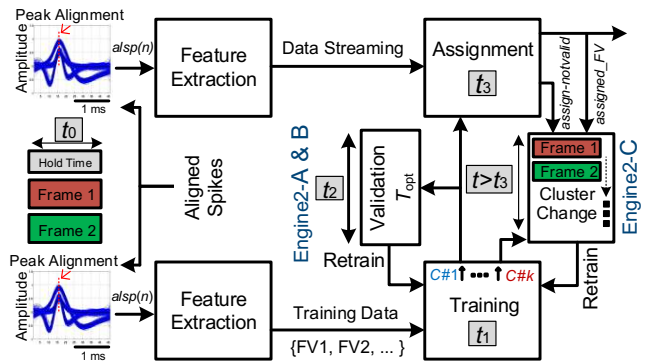 Peak Alignment
Amplitude
1 ms
alsp(n)
Feature
Extraction
Data Streaming
Assignment
t3
assign-notvalid
assigned_FV
t0
Hold Time
Frame 1
Frame 2
Aligned
Spikes
Engine2-A & B
t2
Validation
Topt
t>t3
Frame 1
Frame 2
Cluster
Change
Engine2-C
Retrain
Retrain
Peak Alignment
Amplitude
1 ms
alsp(n)
Feature
Extraction
Training Data
{FV1, FV2, ... }
C#1 ... C#k
Training
t1